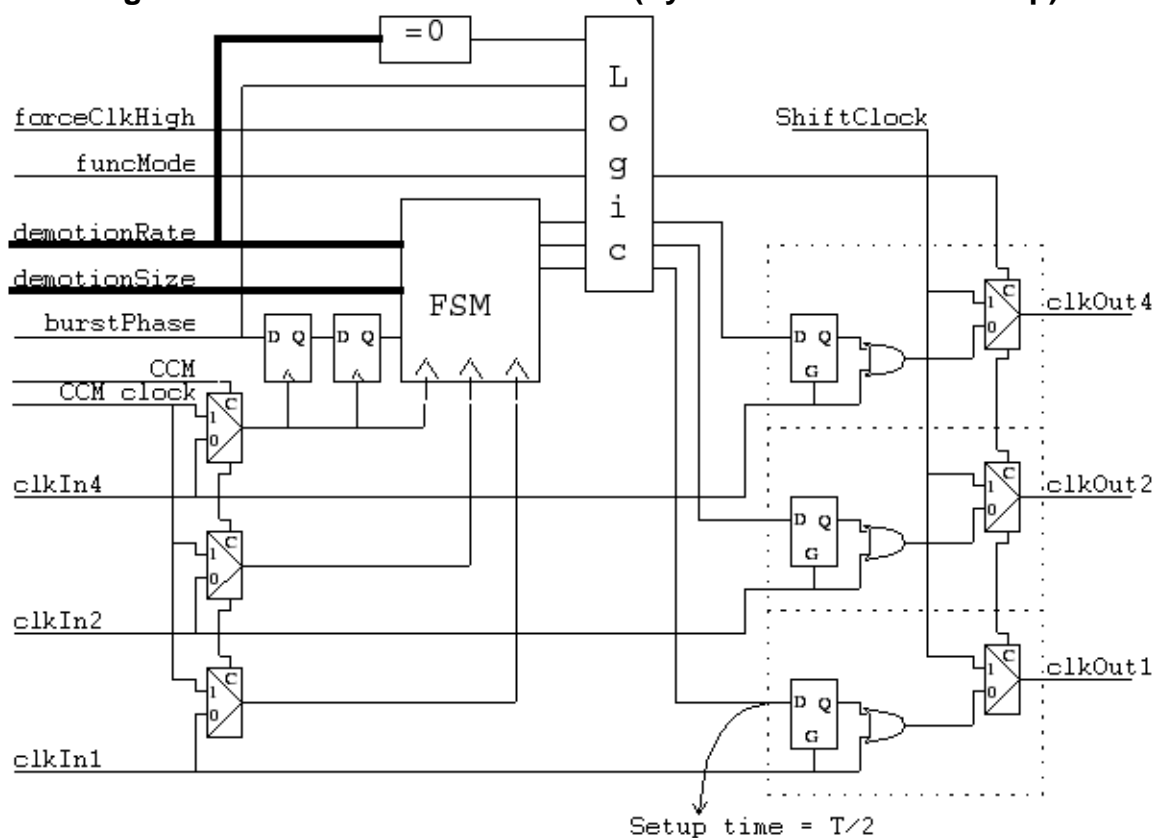 =0
L
o
g
i
c
forceClkHigh
funcMode
demotionRate
demotionSize
burstPhase
CCM
CCM clock
clkIn4
clkIn2
clkIn1
D Q
D Q
FSM
C
1
0
C
1
0
C
1
0
ShiftClock
D Q
G
C
1
0
clkOut4
D Q
G
C
1
0
clkOut2
D Q
G
C
1
0
clkOut1
Setup time = T/2